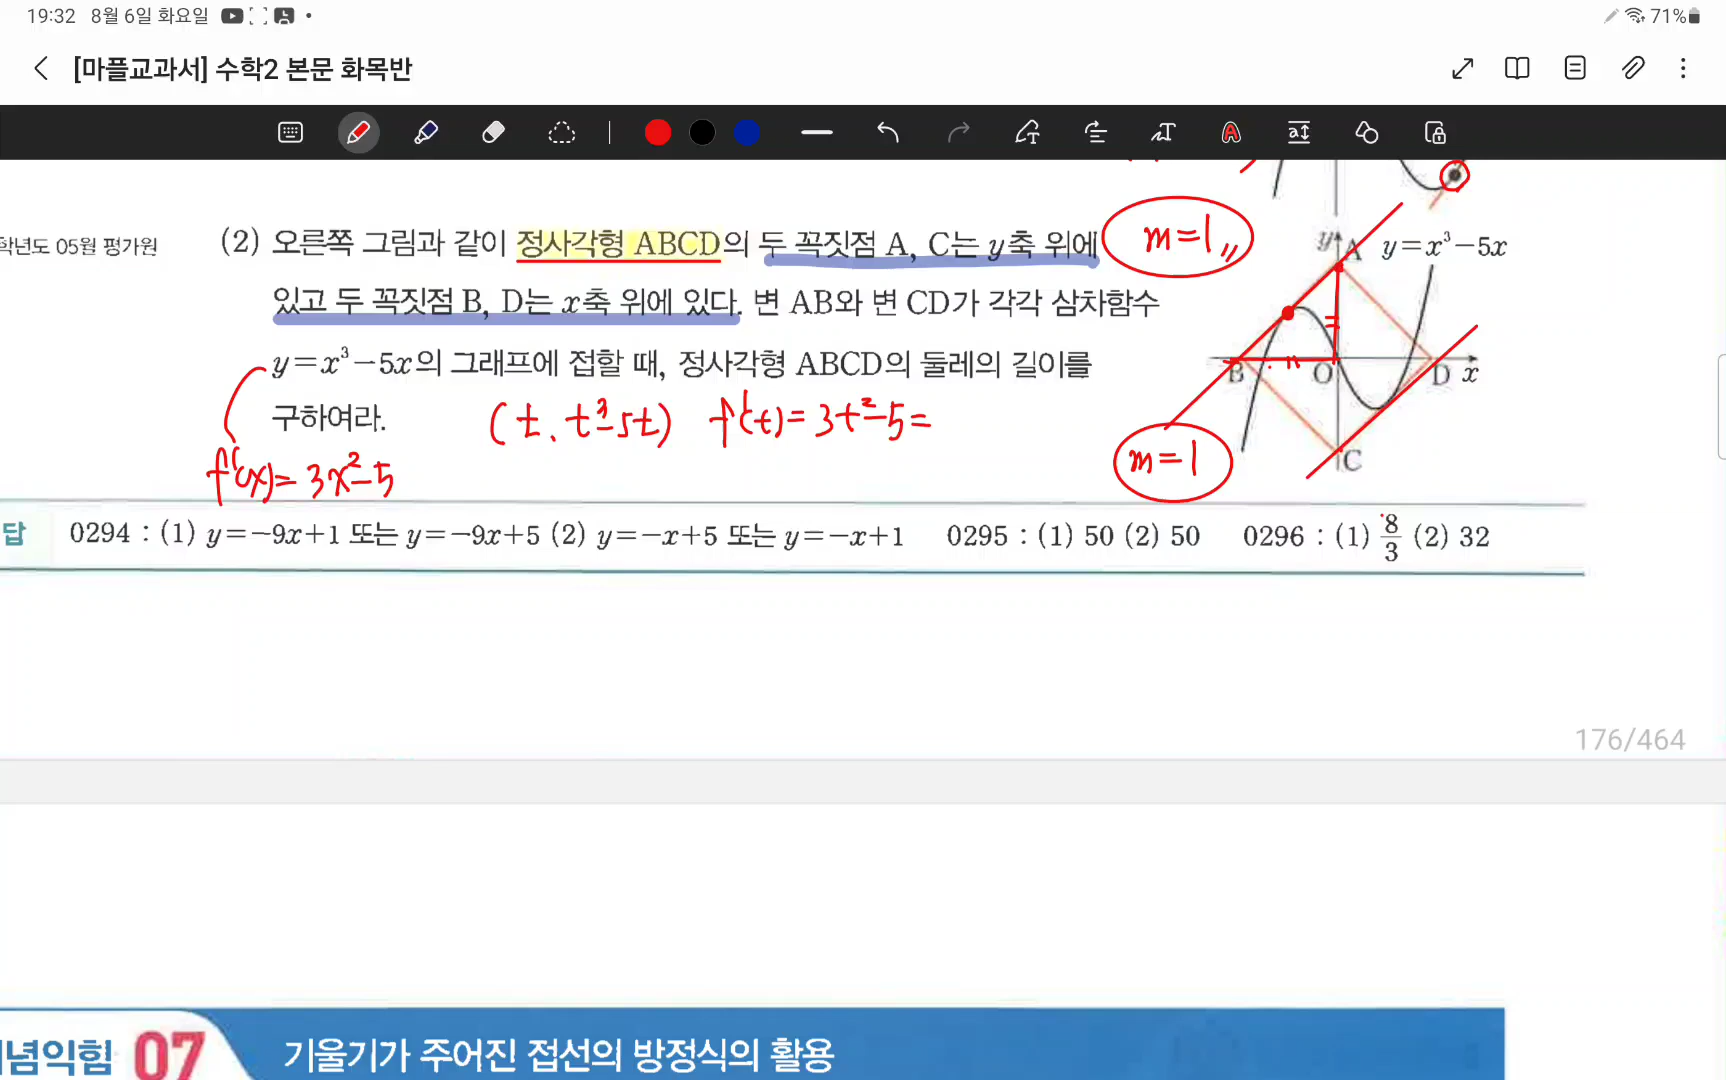 19:32 8월 6일 화요일 71%
[마플교과서] 수학2 본문 화목반
학년도 05월 평가원
(2) 오른쪽 그림과 같이 정사각형 ABCD의 두 꼭짓점 A, C는 y축 위에
m=1
있고 두 꼭짓점 B, D는 x축 위에 있다. 변 AB와 변 CD가 각각 삼차함수
y=x³−5x의 그래프에 접할 때, 정사각형 ABCD의 둘레의 길이를
구하여라.
(t, t³-5t) f'(t)=3t²-5=
f'(x)=3x²-5
y A y=x³−5x
B O D x
C
m=1
답 0294 : (1) y=−9x+1 또는 y=−9x+5 (2) y=−x+5 또는 y=−x+1 0295 : (1) 50 (2) 50 0296 : (1) 8/3 (2) 32
176/464
념익힘 07 기울기가 주어진 접선의 방정식의 활용